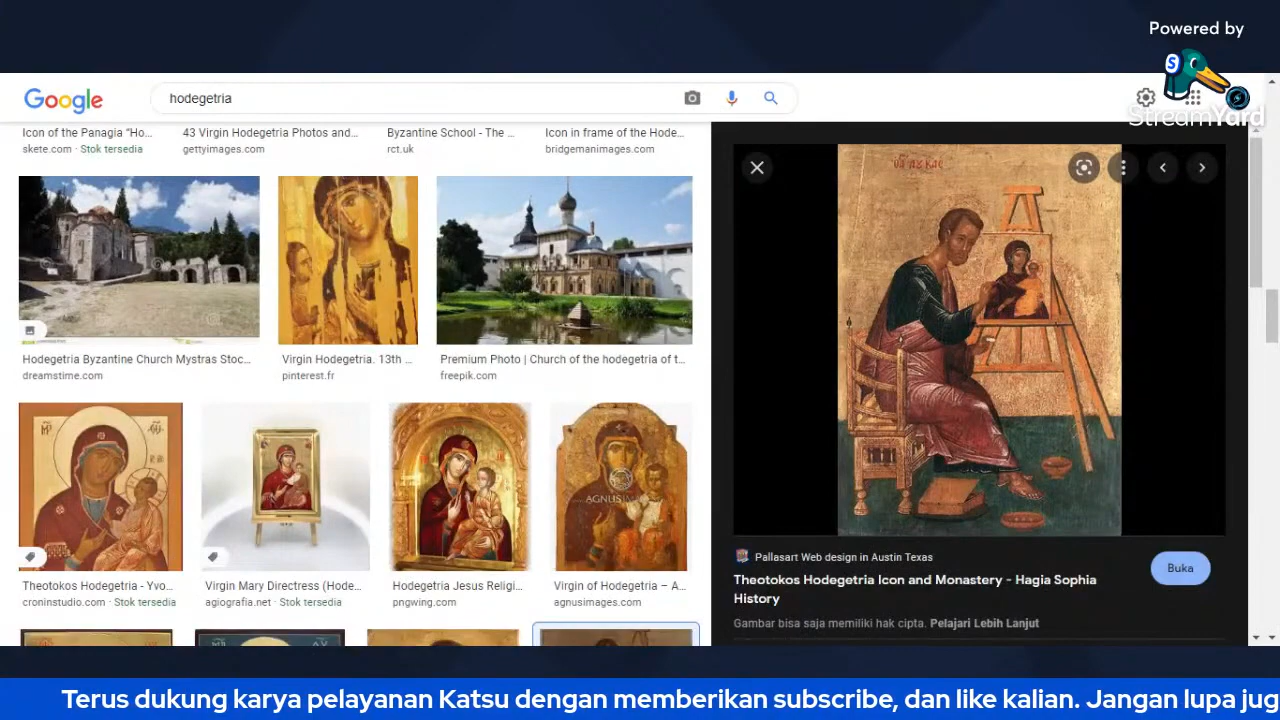 Powered by
StreamYard
Google
hodegetria
Icon of the Panagia “Ho...
skete.com · Stok tersedia
43 Virgin Hodegetria Photos and...
gettyimages.com
Byzantine School - The ...
rct.uk
Icon in frame of the Hode...
bridgemanimages.com
Hodegetria Byzantine Church Mystras Stoc...
dreamstime.com
Virgin Hodegetria. 13th ...
pinterest.fr
Premium Photo | Church of the hodegetria of t...
freepik.com
AGNUS
Theotokos Hodegetria - Yvo...
croninstudio.com · Stok tersedia
Virgin Mary Directress (Hode...
agiografia.net · Stok tersedia
Hodegetria Jesus Religi...
pngwing.com
Virgin of Hodegetria – A...
agnusimages.com
Pallasart Web design in Austin Texas
Theotokos Hodegetria Icon and Monastery - Hagia Sophia
History
Buka
Gambar bisa saja memiliki hak cipta. Pelajari Lebih Lanjut
Terus dukung karya pelayanan Katsu dengan memberikan subscribe, dan like kalian. Jangan lupa jug